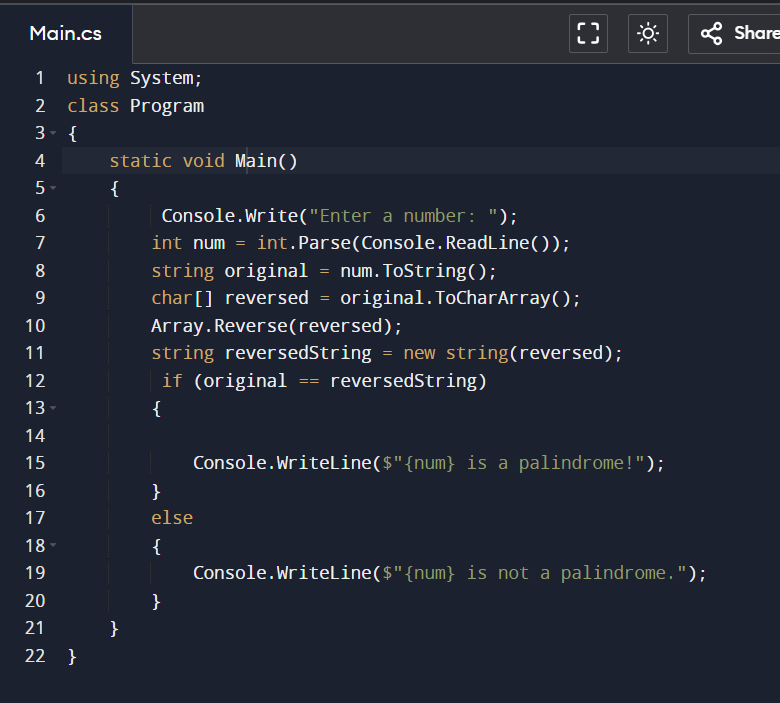 Main.cs
Share
1 using System;
2 class Program
3 {
4     static void Main()
5     {
6          Console.Write("Enter a number: ");
7         int num = int.Parse(Console.ReadLine());
8         string original = num.ToString();
9         char[] reversed = original.ToCharArray();
10         Array.Reverse(reversed);
11         string reversedString = new string(reversed);
12          if (original == reversedString)
13         {
14
15             Console.WriteLine($"{num} is a palindrome!");
16         }
17         else
18         {
19             Console.WriteLine($"{num} is not a palindrome.");
20         }
21     }
22 }